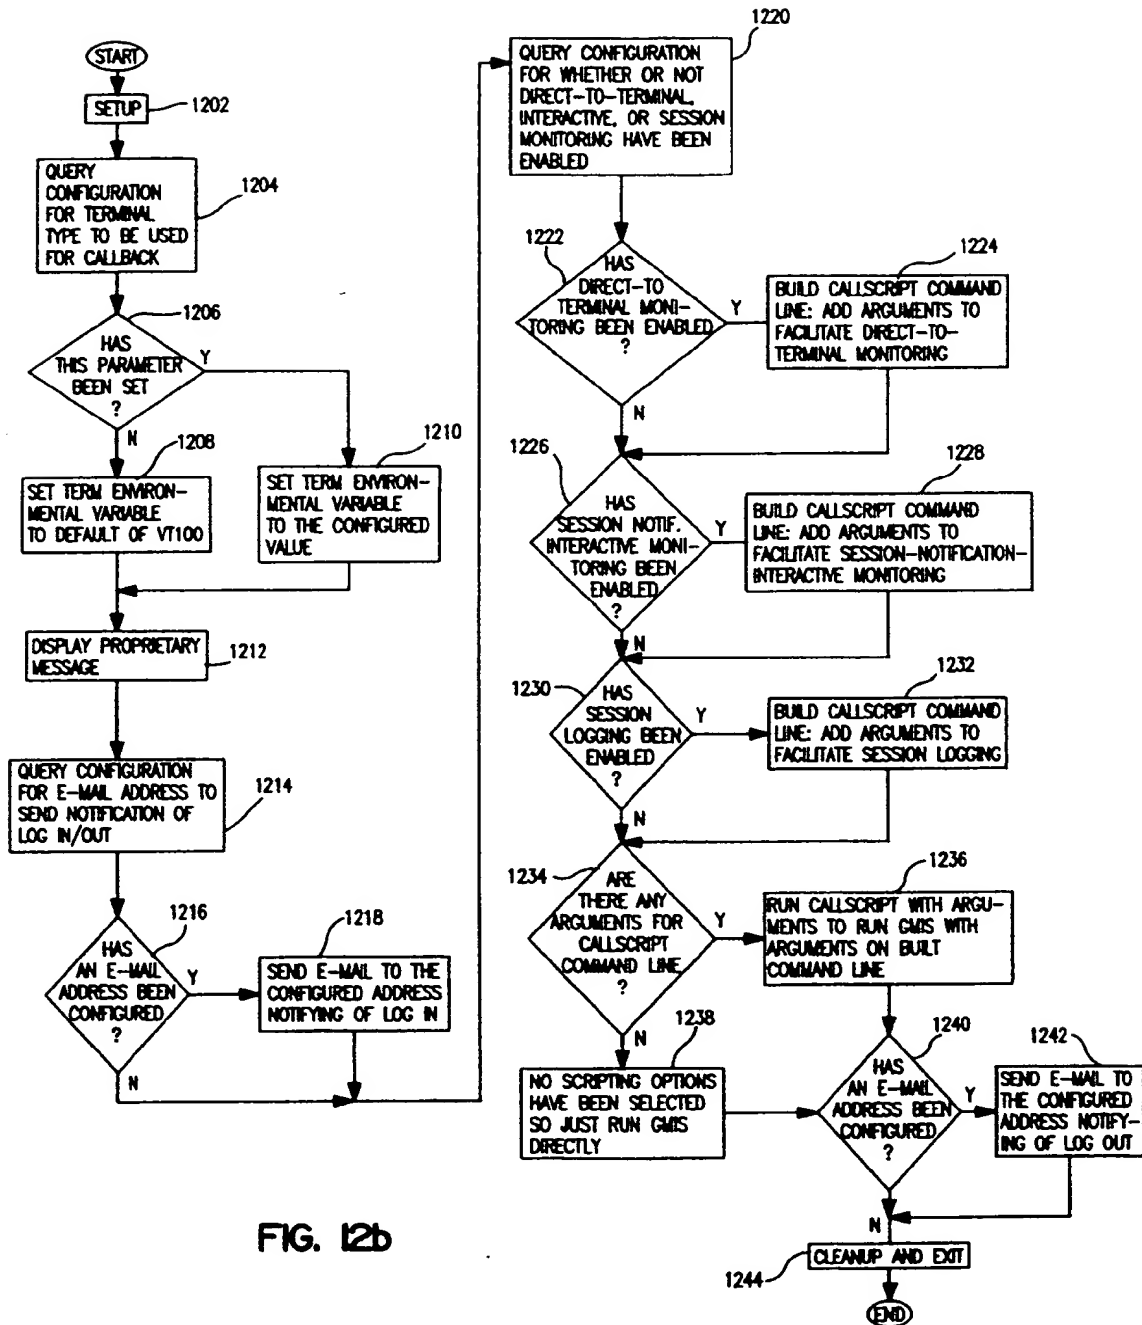 START
SETUP
1202
QUERY
CONFIGURATION
FOR TERMINAL
TYPE TO BE USED
FOR CALLBACK
1204
1206
HAS
THIS PARAMETER
BEEN SET
?
Y
N
1208
SET TERM ENVIRON-
MENTAL VARIABLE
TO DEFAULT OF VT100
1210
SET TERM ENVIRON-
MENTAL VARIABLE
TO THE CONFIGURED
VALUE
DISPLAY PROPRIETARY
MESSAGE
1212
QUERY CONFIGURATION
FOR E-MAIL ADDRESS TO
SEND NOTIFICATION OF
LOG IN/OUT
1214
1216
HAS
AN E-MAIL
ADDRESS BEEN
CONFIGURED
?
Y
N
1218
SEND E-MAIL TO THE
CONFIGURED ADDRESS
NOTIFYING OF LOG IN
1220
QUERY CONFIGURATION
FOR WHETHER OR NOT
DIRECT-TO-TERMINAL,
INTERACTIVE, OR SESSION
MONITORING HAVE BEEN
ENABLED
1222
HAS
DIRECT-TO
TERMINAL MONI-
TORING BEEN ENABLED
?
Y
N
1224
BUILD CALLSCRIPT COMMAND
LINE: ADD ARGUMENTS TO
FACILITATE DIRECT-TO-
TERMINAL MONITORING
1226
HAS
SESSION NOTIF.
INTERACTIVE MONI-
TORING BEEN
ENABLED
?
Y
N
1228
BUILD CALLSCRIPT COMMAND
LINE: ADD ARGUMENTS TO
FACILITATE SESSION-NOTIFICATION-
INTERACTIVE MONITORING
1230
HAS
SESSION
LOGGING BEEN
ENABLED
?
Y
N
1232
BUILD CALLSCRIPT COMMAND
LINE: ADD ARGUMENTS TO
FACILITATE SESSION LOGGING
1234
ARE
THERE ANY
ARGUMENTS FOR
CALLSCRIPT
COMMAND LINE
?
Y
N
1236
RUN CALLSCRIPT WITH ARGU-
MENTS TO RUN GMIS WITH
ARGUMENTS ON BUILT
COMMAND LINE
1238
NO SCRIPTING OPTIONS
HAVE BEEN SELECTED
SO JUST RUN GMIS
DIRECTLY
1240
HAS
AN E-MAIL
ADDRESS BEEN
CONFIGURED
?
Y
N
1242
SEND E-MAIL TO
THE CONFIGURED
ADDRESS NOTIFY-
ING OF LOG OUT
CLEANUP AND EXIT
1244
END
FIG. 12b